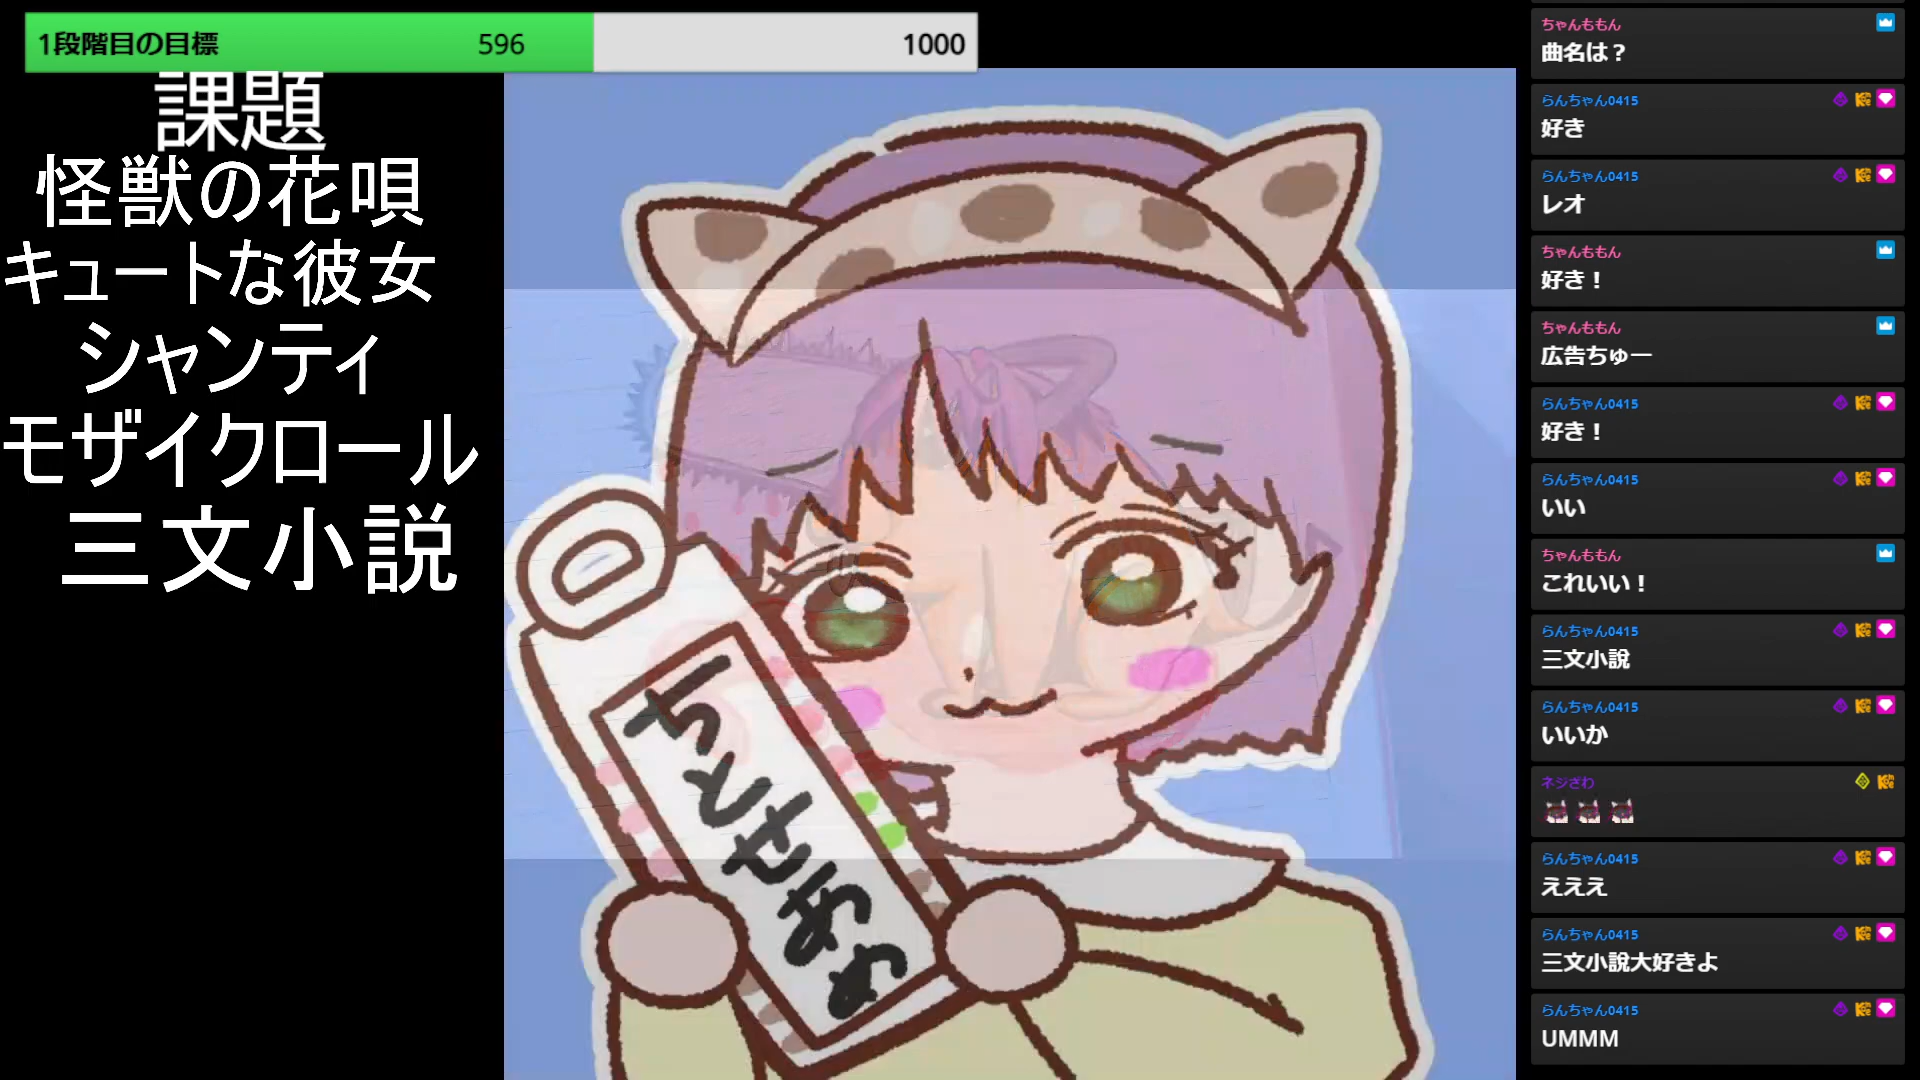 1段階目の目標 596 1000
課題
怪獣の花唄
キュートな彼女
シャンティ
モザイクロール
三文小説
ちとせあめ
ちゃんももん
曲名は？
らんちゃん0415
好き
らんちゃん0415
レオ
ちゃんももん
好き！
ちゃんももん
広告ちゅー
らんちゃん0415
好き！
らんちゃん0415
いい
ちゃんももん
これいい！
らんちゃん0415
三文小説
らんちゃん0415
いいか
ネジざわ
らんちゃん0415
えええ
らんちゃん0415
三文小説大好きよ
らんちゃん0415
UMMM